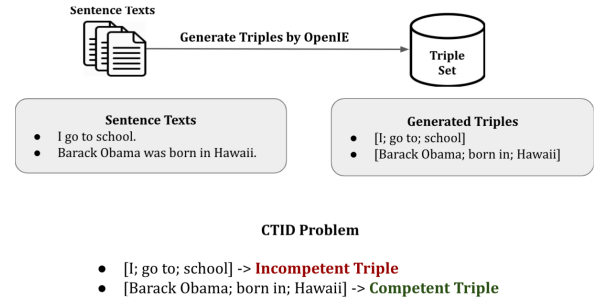 Sentence Texts
Generate Triples by OpenIE
Triple
Set
Sentence Texts
● I go to school.
● Barack Obama was born in Hawaii.
Generated Triples
● [I; go to; school]
● [Barack Obama; born in; Hawaii]
CTID Problem
● [I; go to; school] -> Incompetent Triple
● [Barack Obama; born in; Hawaii] -> Competent Triple